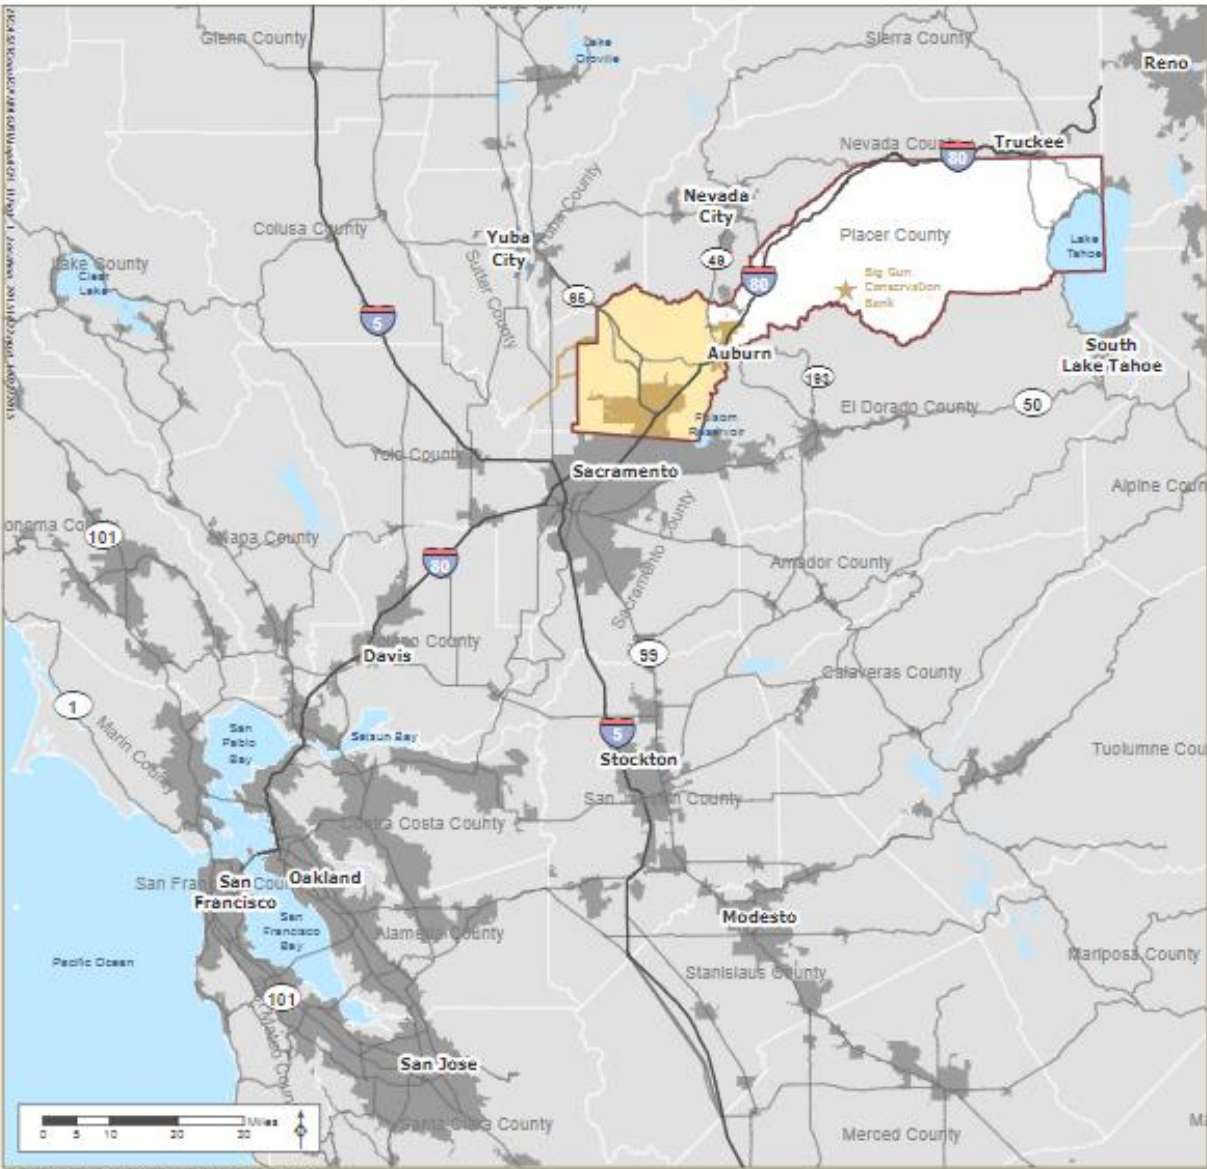 Glenn County
Lake
Oroville
Sierra County
Reno
Nevada
Truckee
80
Nevada
City
Placer County
Lake
Tahoe
Colusa County
Yuba
City
Sutter County
49
Lake County
Clear
Lake
80
Big Gun
Conservation
Bank
5
Auburn
South
Lake Tahoe
El Dorado County
50
Folsom
Reservoir
Yolo County
Sacramento
Alpine Coun
101
Napa County
80
Sacramento County
Amador County
Davis
99
Calaveras County
1
Marin County
San
Pablo
Bay
Suisun Bay
5
Stockton
Tuolumne Cou
Contra Costa County
San
Francisco
Oakland
San
Francisco
Bay
Alameda County
Modesto
Pacific Ocean
Stanislaus County
Mariposa County
101
San Jose
Santa Clara County
Merced County
0 5 10 20 30 Miles